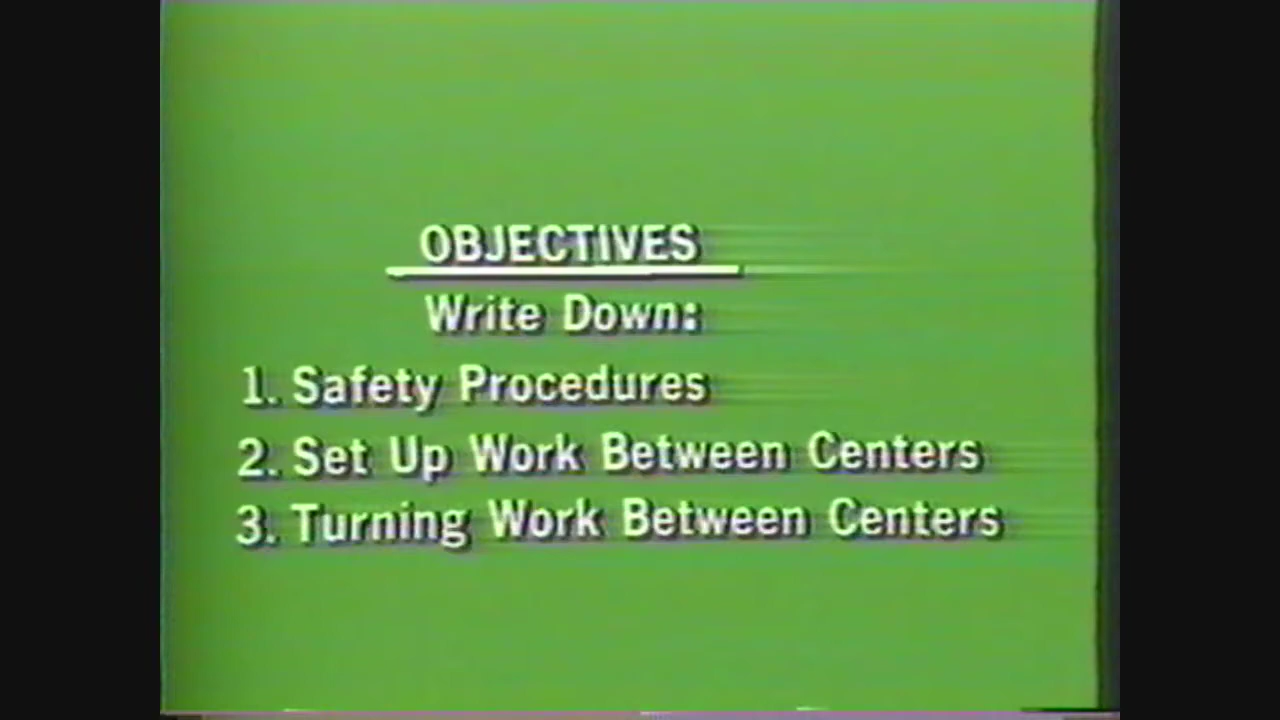 OBJECTIVES
Write Down:
1. Safety Procedures
2. Set Up Work Between Centers
3. Turning Work Between Centers